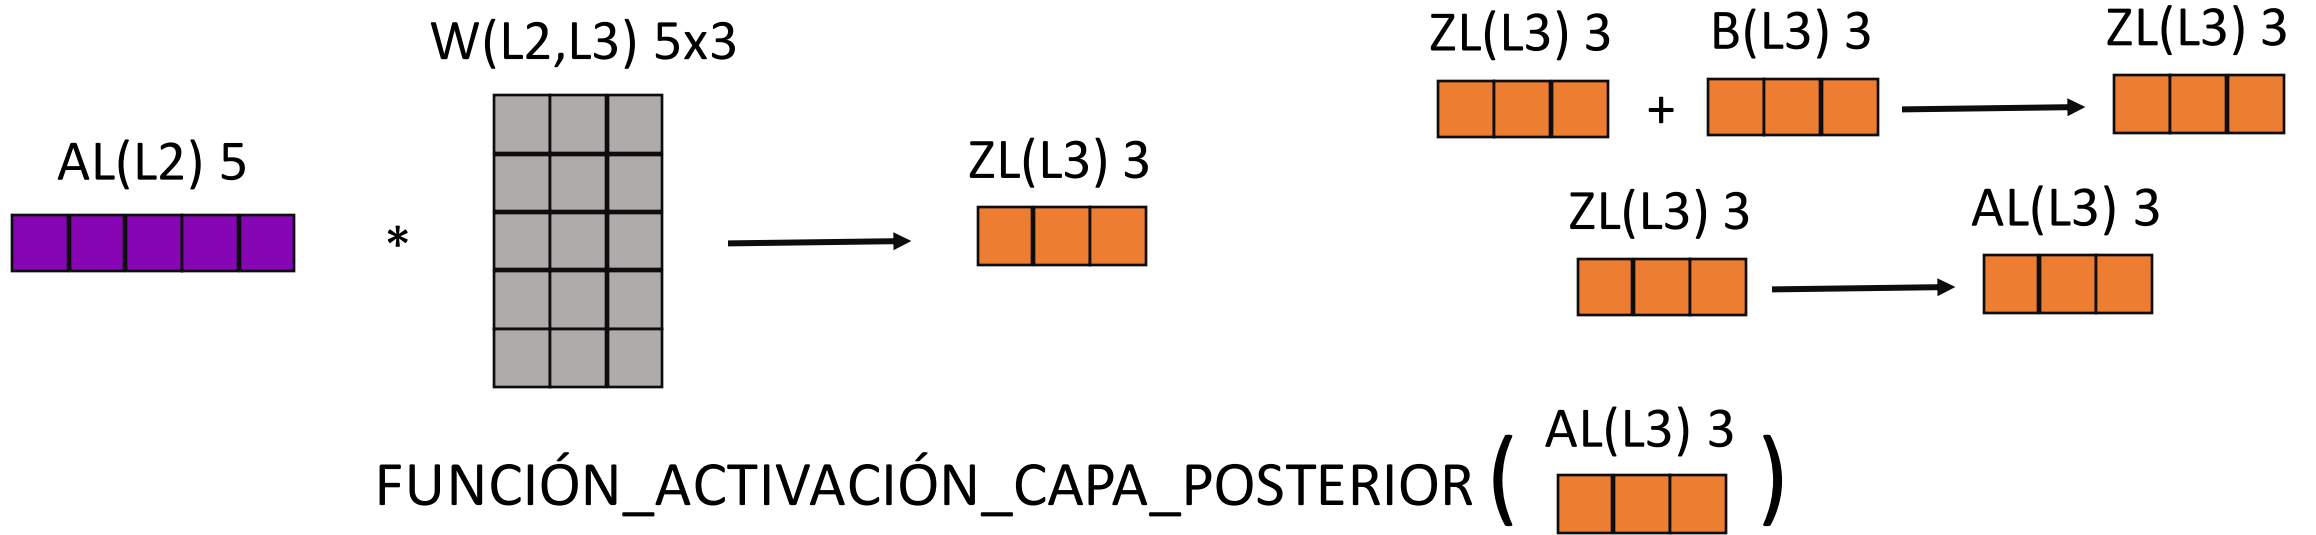 W(L2,L3) 5x3
AL(L2) 5
*
ZL(L3) 3
ZL(L3) 3
+
B(L3) 3
ZL(L3) 3
ZL(L3) 3
AL(L3) 3
FUNCIÓN_ACTIVACIÓN_CAPA_POSTERIOR ( AL(L3) 3 )